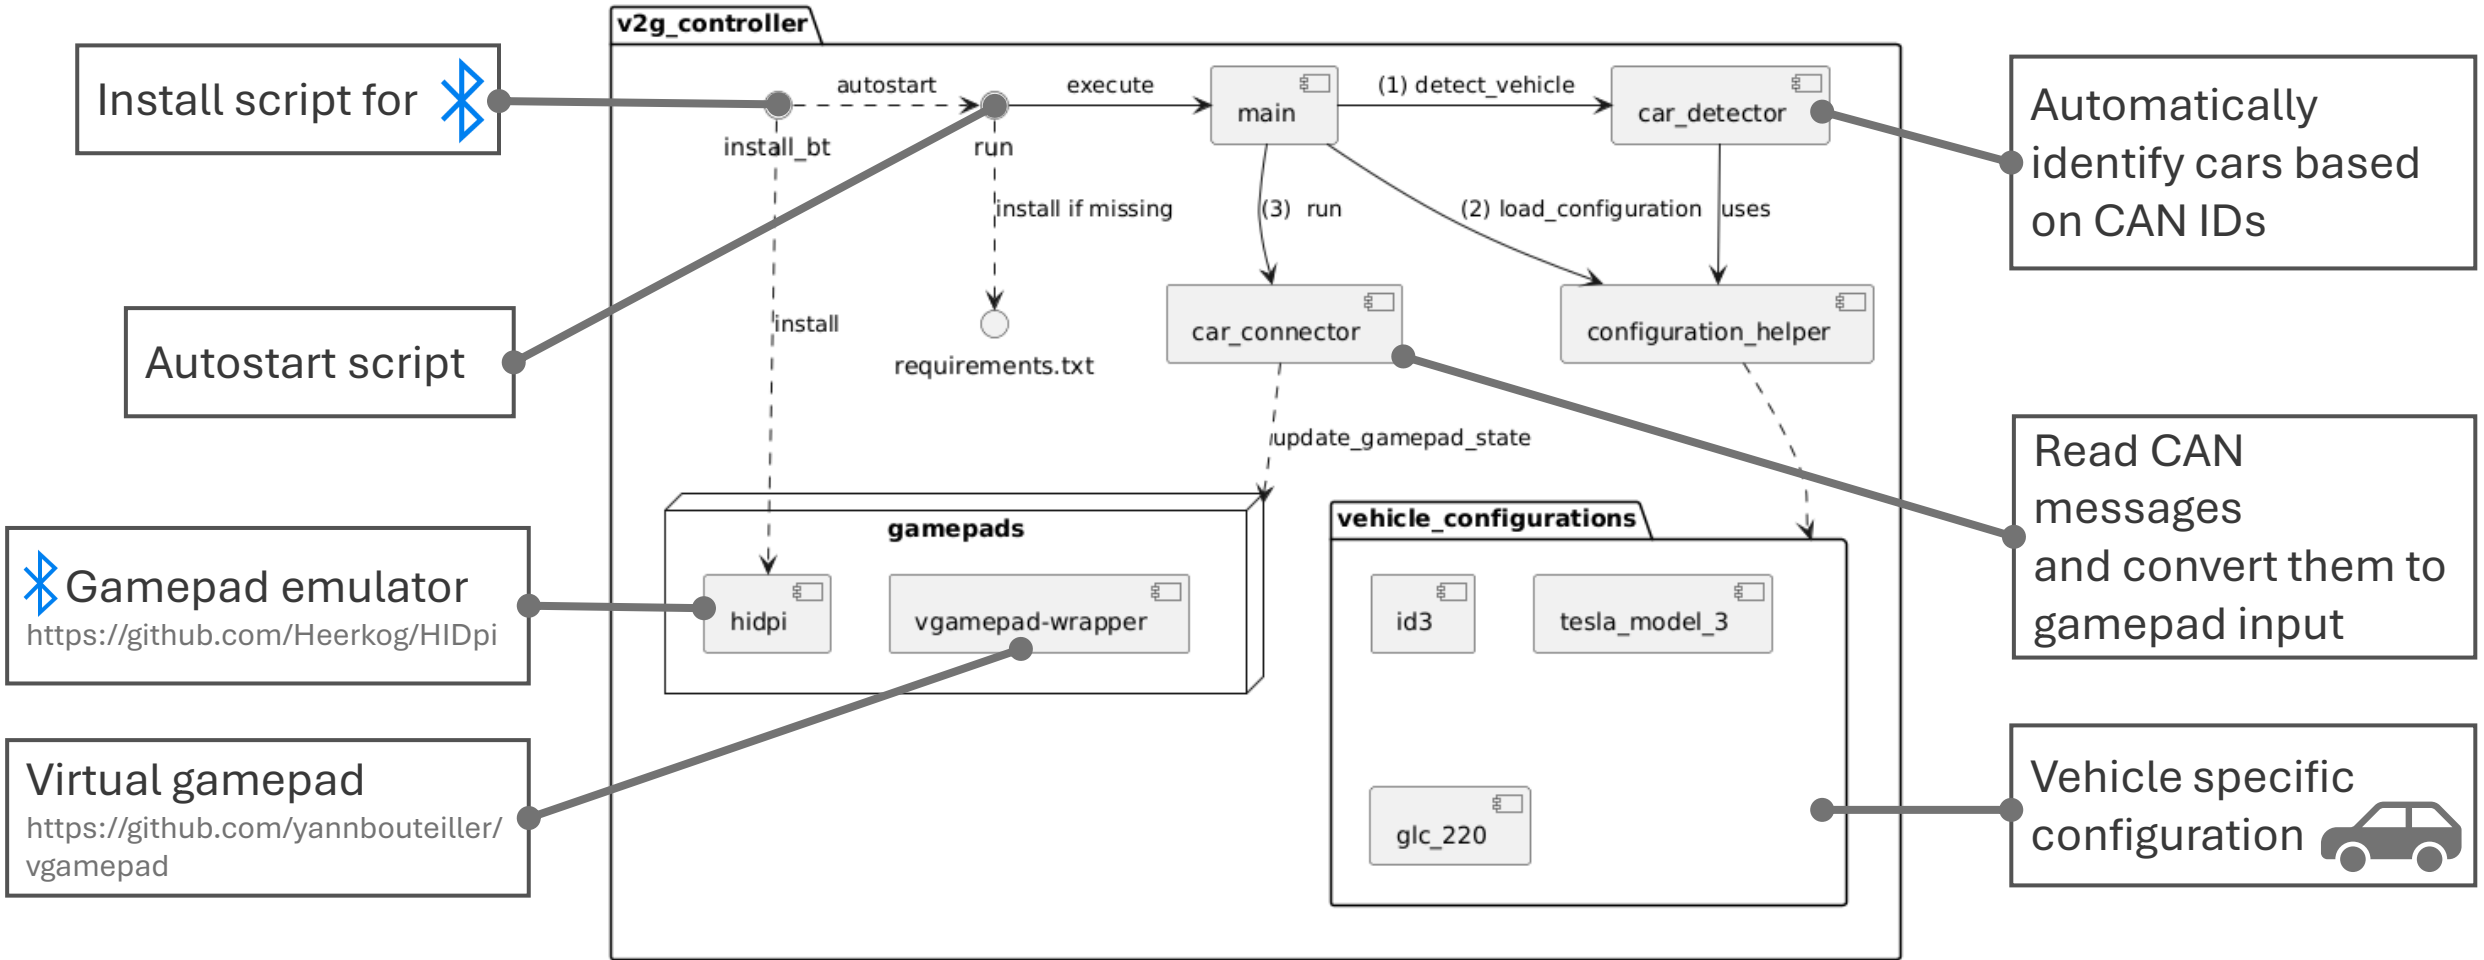 v2g_controller
Install script for
autostart
execute
(1) detect_vehicle
main
car_detector
install_bt
run
Automatically
identify cars based
on CAN IDs
install if missing
(3) run
(2) load_configuration
uses
Autostart script
install
requirements.txt
car_connector
configuration_helper
update_gamepad_state
Read CAN
messages
and convert them to
gamepad input
gamepads
vehicle_configurations
Gamepad emulator
https://github.com/Heerkog/HIDpi
hidpi
vgamepad-wrapper
id3
tesla_model_3
Virtual gamepad
https://github.com/yannbouteiller/
vgamepad
glc_220
Vehicle specific
configuration